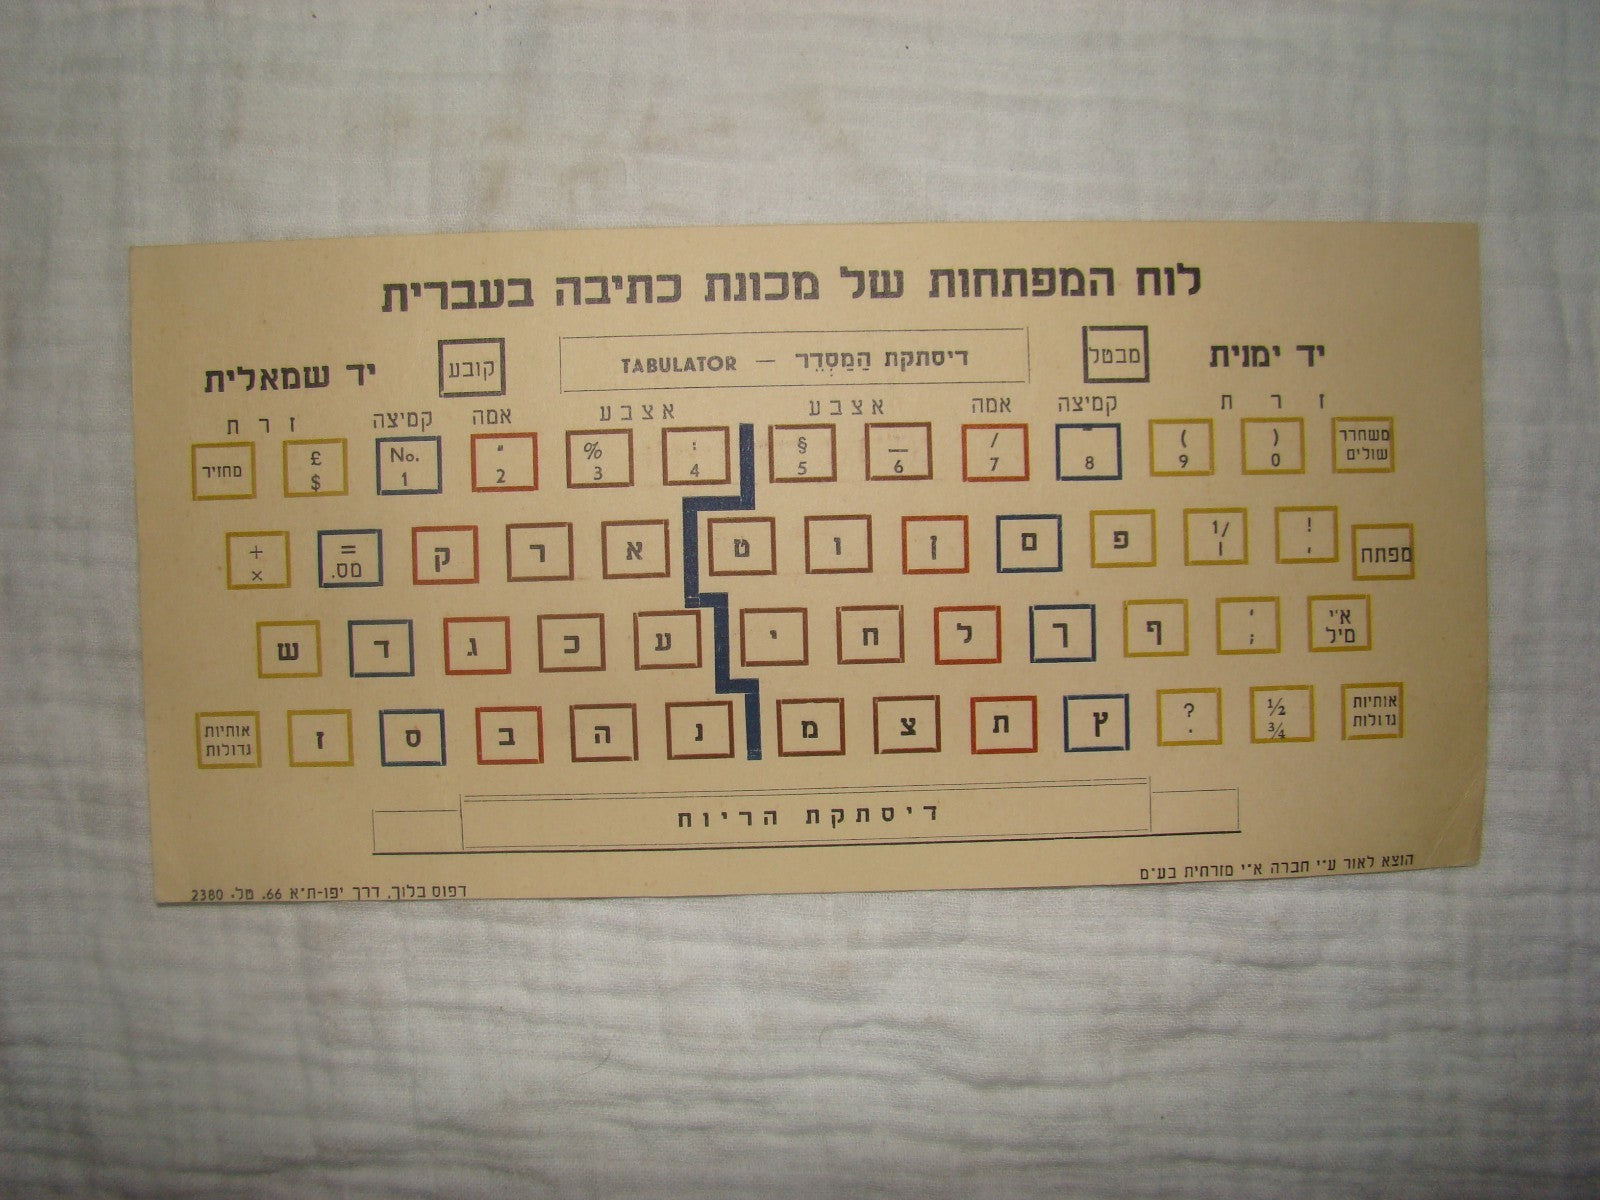 לוח המפתחות של מכונת כתיבה בעברית
יד ימנית מבטל דיסתקת הַמַסְדֵר — TABULATOR קובע יד שמאלית
זרת קמיצה אמה אצבע אצבע אמה קמיצה זרת
מחזיר £ $ No. 1 " 2 % 3 : 4 § 5 — 6 / 7 - 8 ( 9 ) 0 משחרר שולים
+ × = מס. ק ר א ט ו ן ם פ 1/ ו ! , מפתח
ש ד ג כ ע י ח ל ך ף ' ; א"י מיל
אותיות גדולות ז ס ב ה נ מ צ ת ץ ? . ½ ¾ אותיות גדולות
דיסתקת הריוח
הוצא לאור ע"י חברה א"י מזרחית בע"מ
דפוס בלוך, דרך יפו-ת"א 66. טל. 2380